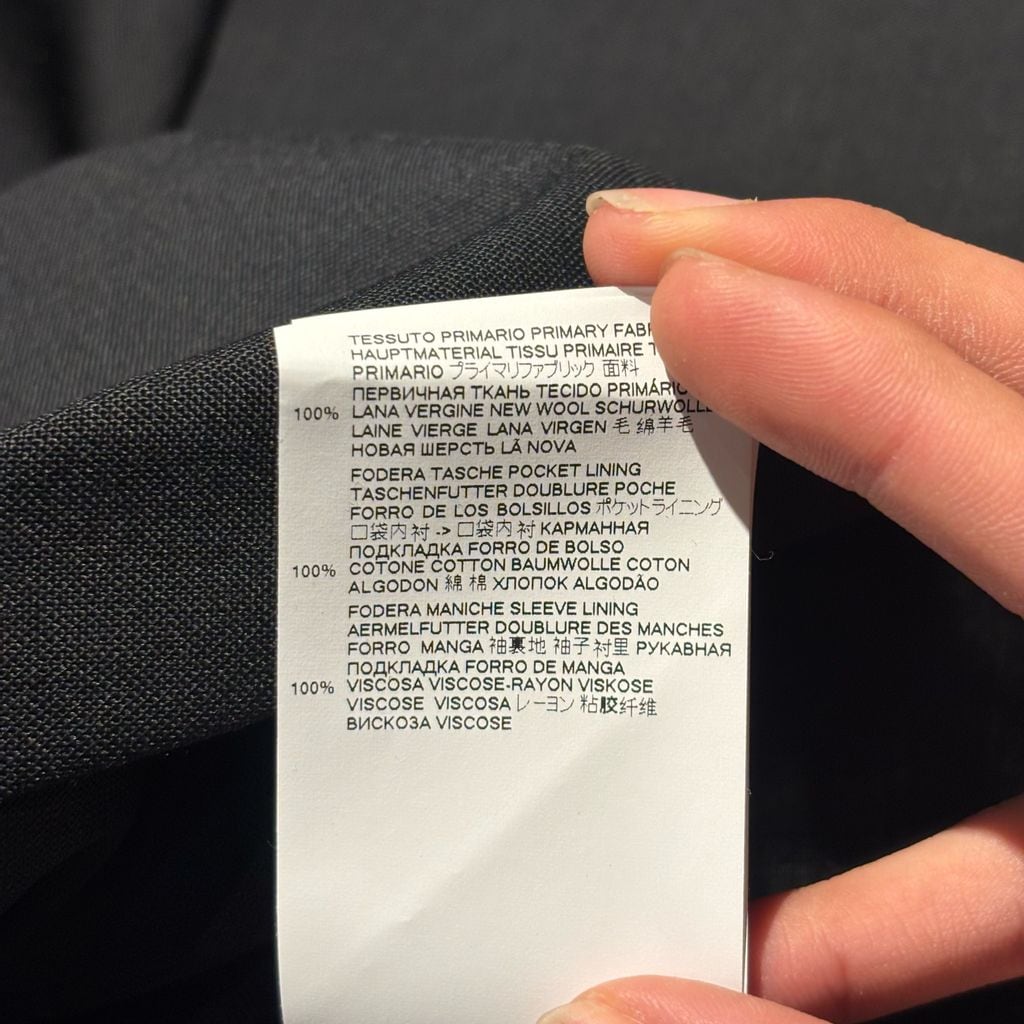 TESSUTO PRIMARIO PRIMARY
HAUPTMATERIAL TISSU PRIMAIRE
PRIMARIO プライマリファブリック 面料
ПЕРВИЧНАЯ ТКАНЬ TECIDO PRIMÁRIO
100% LANA VERGINE NEW WOOL SCHURWOLLE
LAINE VIERGE LANA VIRGEN 毛 绵羊毛
НОВАЯ ШЕРСТЬ LÃ NOVA
FODERA TASCHE POCKET LINING
TASCHENFUTTER DOUBLURE POCHE
FORRO DE LOS BOLSILLOS ポケットライニング
口袋内衬 -> 口袋内衬 КАРМАННАЯ
ПОДКЛАДКА FORRO DE BOLSO
100% COTONE COTTON BAUMWOLLE COTON
ALGODON 綿 棉 ХЛОПОК ALGODÃO
FODERA MANICHE SLEEVE LINING
AERMELFUTTER DOUBLURE DES MANCHES
FORRO MANGA 袖裏地 袖子衬里 РУКАВНАЯ
ПОДКЛАДКА FORRO DE MANGA
100% VISCOSA VISCOSE-RAYON VISKOSE
VISCOSE VISCOSA レーヨン 粘胶纤维
ВИСКОЗА VISCOSE